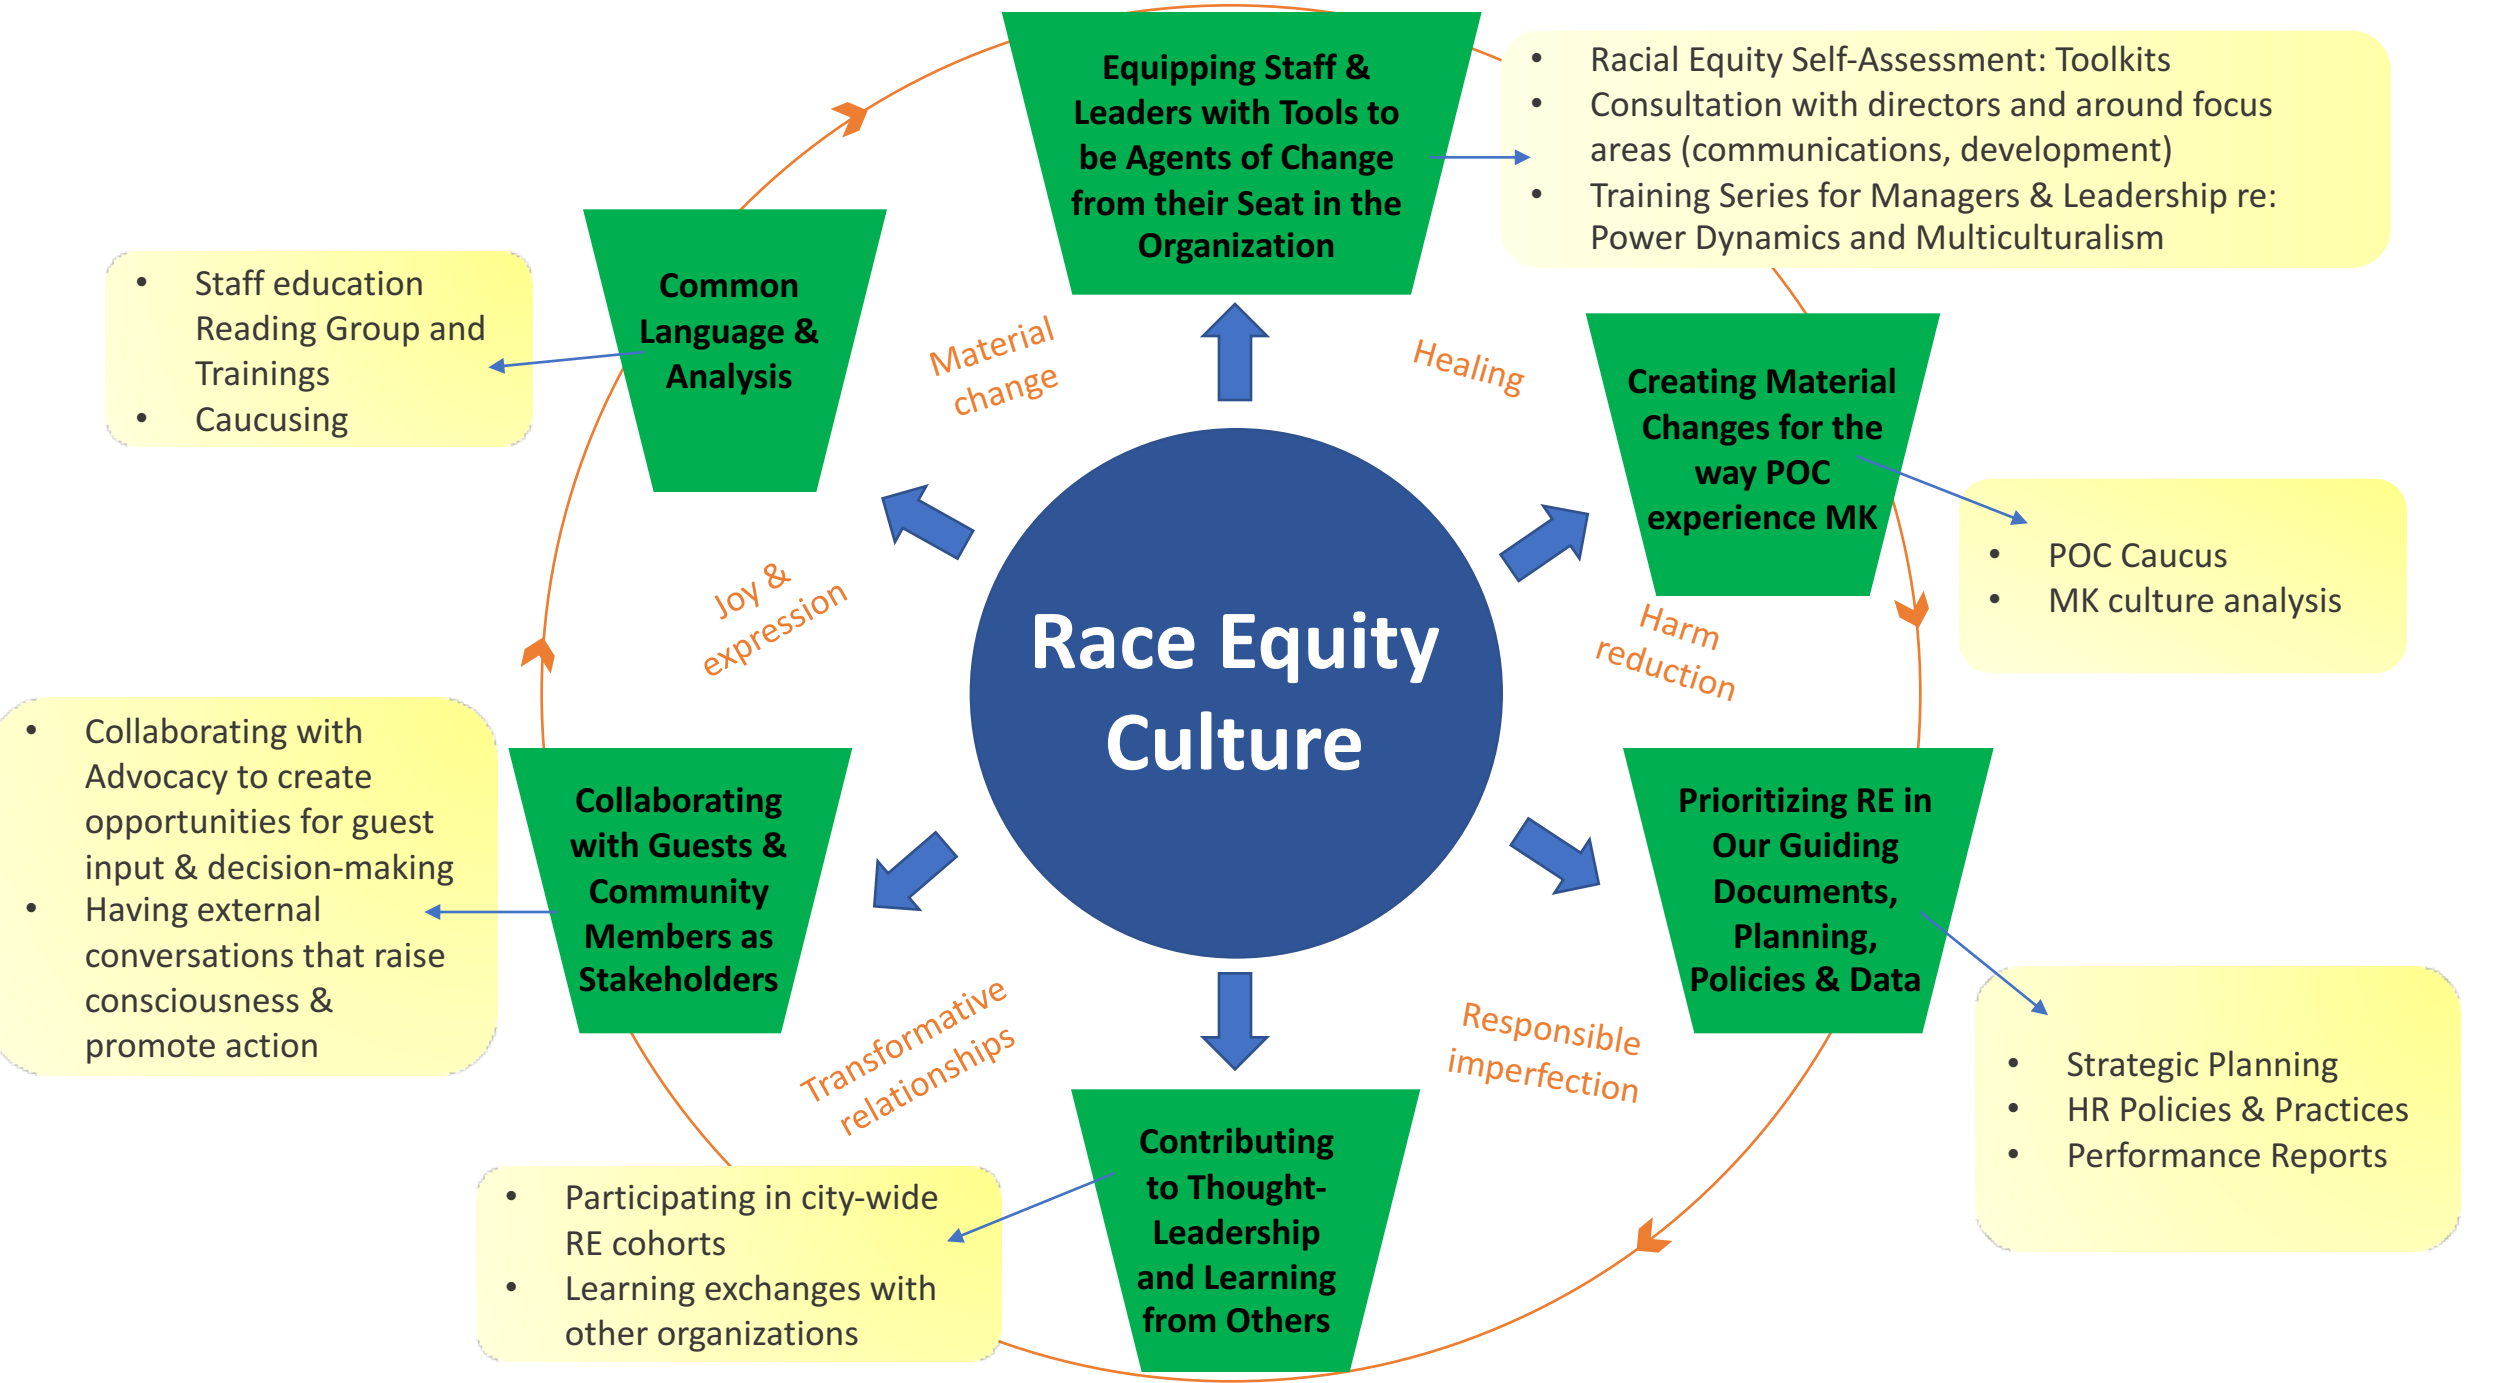 Equipping Staff &
Leaders with Tools to
be Agents of Change
from their Seat in the
Organization
• Racial Equity Self-Assessment: Toolkits
• Consultation with directors and around focus
areas (communications, development)
• Training Series for Managers & Leadership re:
Power Dynamics and Multiculturalism
Common
Language &
Analysis
• Staff education
Reading Group and
Trainings
• Caucusing
Material
change
Healing
Creating Material
Changes for the
way POC
experience MK
• POC Caucus
• MK culture analysis
Joy &
expression
Race Equity
Culture
Harm
reduction
• Collaborating with
Advocacy to create
opportunities for guest
input & decision-making
• Having external
conversations that raise
consciousness &
promote action
Collaborating
with Guests &
Community
Members as
Stakeholders
Prioritizing RE in
Our Guiding
Documents,
Planning,
Policies & Data
Transformative
relationships
Responsible
imperfection
• Strategic Planning
• HR Policies & Practices
• Performance Reports
• Participating in city-wide
RE cohorts
• Learning exchanges with
other organizations
Contributing
to Thought-
Leadership
and Learning
from Others